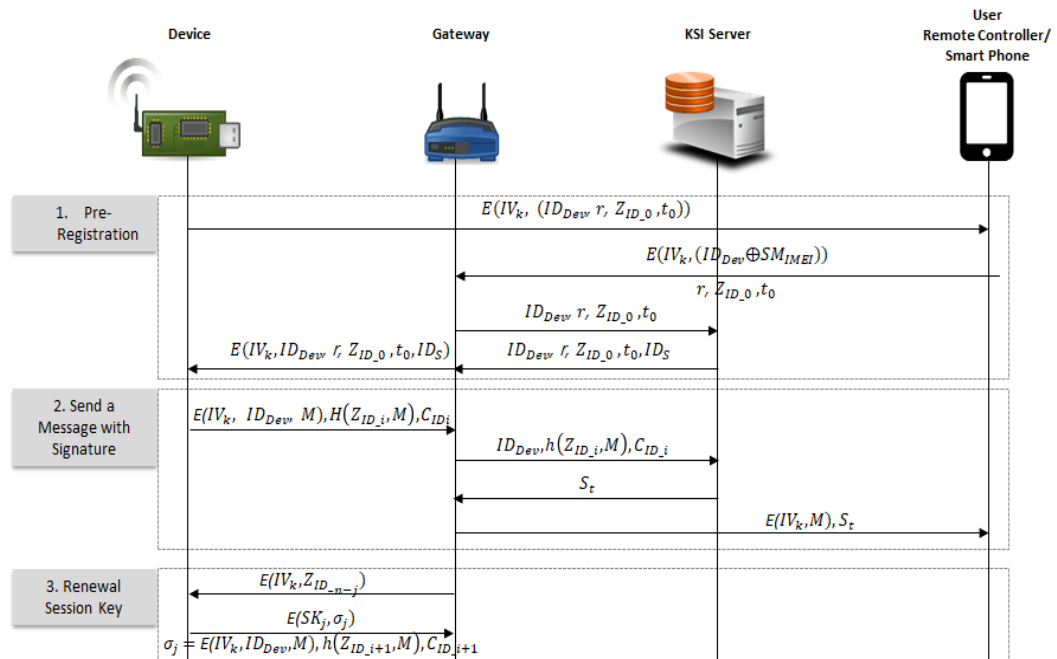 Device
Gateway
KSI Server
User
Remote Controller/
Smart Phone
1. Pre-
Registration
E(IV_k, (ID_Dev, r, Z_ID_0 ,t_0))
E(IV_k,(ID_Dev⊕SM_IMEI))
r, Z_ID_0 ,t_0
ID_Dev, r, Z_ID_0 ,t_0
E(IV_k,ID_Dev, r, Z_ID_0 ,t_0,ID_S)
ID_Dev, r, Z_ID_0 ,t_0,ID_S
2. Send a
Message with
Signature
E(IV_k, ID_Dev, M),H(Z_ID_i,M),C_IDi
ID_Dev,h(Z_ID_i,M),C_ID_i
S_t
E(IV_k,M),S_t
3. Renewal
Session Key
E(IV_k,Z_ID_-n-j)
E(SK_j,σ_j)
σ_j = E(IV_k,ID_Dev,M),h(Z_ID_i+1,M),C_ID_i+1